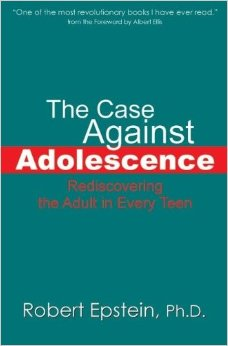 "One of the most revolutionary books I have ever read."
from the Foreword by Albert Ellis
The Case
Against
Adolescence
Rediscovering
the Adult in Every Teen
Robert Epstein, Ph.D.